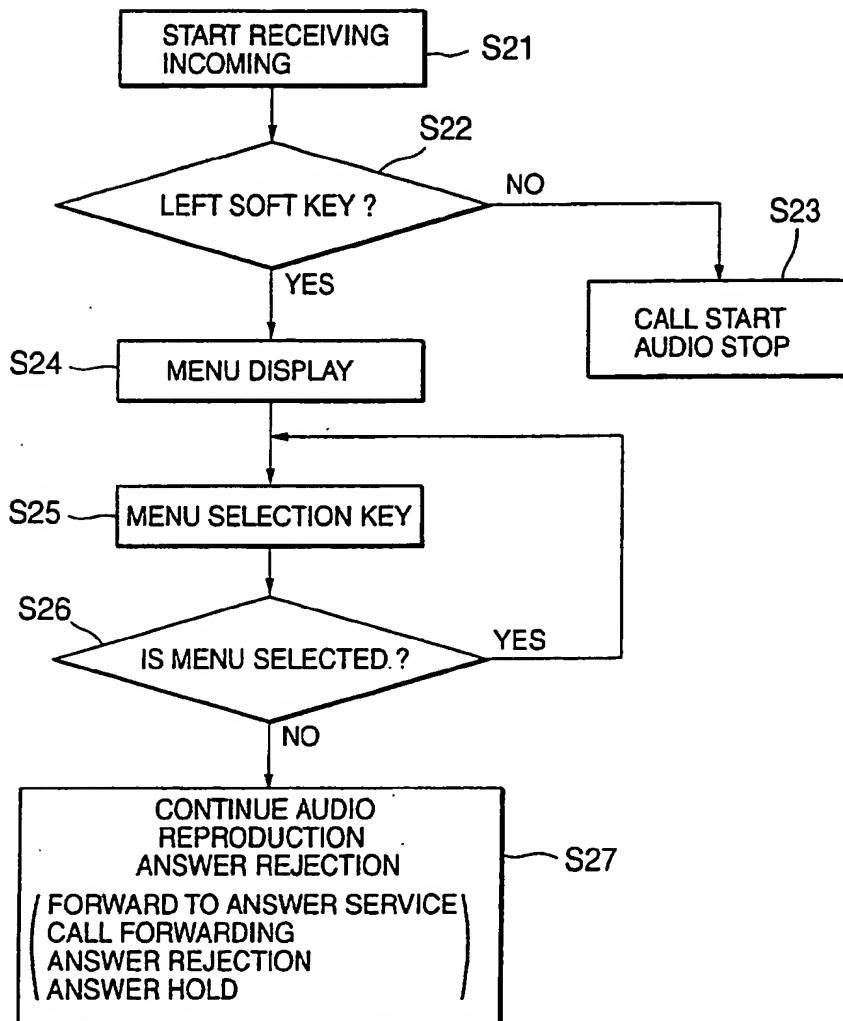 START RECEIVING
INCOMING
S21
S22
LEFT SOFT KEY ?
NO
S23
YES
CALL START
AUDIO STOP
S24
MENU DISPLAY
S25
MENU SELECTION KEY
S26
IS MENU SELECTED.?
YES
NO
CONTINUE AUDIO
REPRODUCTION
ANSWER REJECTION
S27
(FORWARD TO ANSWER SERVICE
CALL FORWARDING
ANSWER REJECTION
ANSWER HOLD)